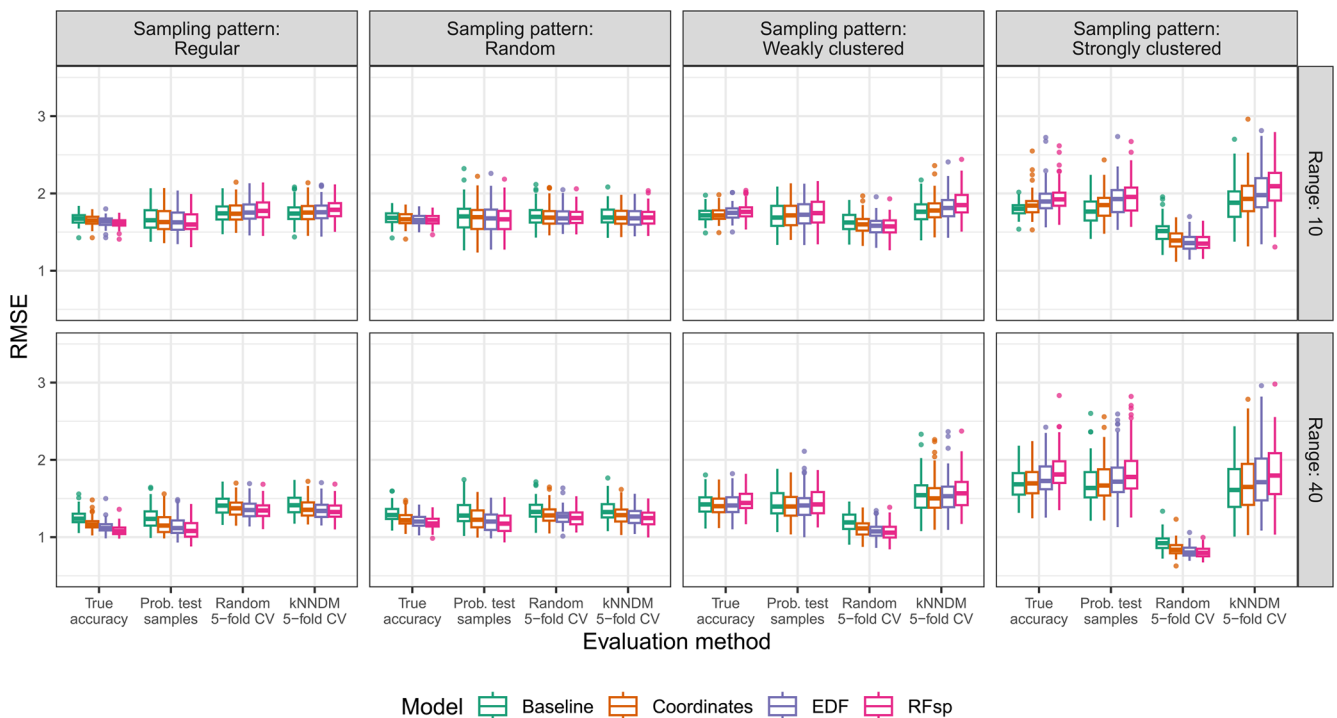 Sampling pattern:
Regular
Sampling pattern:
Random
Sampling pattern:
Weakly clustered
Sampling pattern:
Strongly clustered
RMSE
3
2
1
Range: 10
3
2
1
Range: 40
True
accuracy
Prob. test
samples
Random
5−fold CV
kNNDM
5−fold CV
True
accuracy
Prob. test
samples
Random
5−fold CV
kNNDM
5−fold CV
True
accuracy
Prob. test
samples
Random
5−fold CV
kNNDM
5−fold CV
True
accuracy
Prob. test
samples
Random
5−fold CV
kNNDM
5−fold CV
Evaluation method
Model Baseline Coordinates EDF RFsp